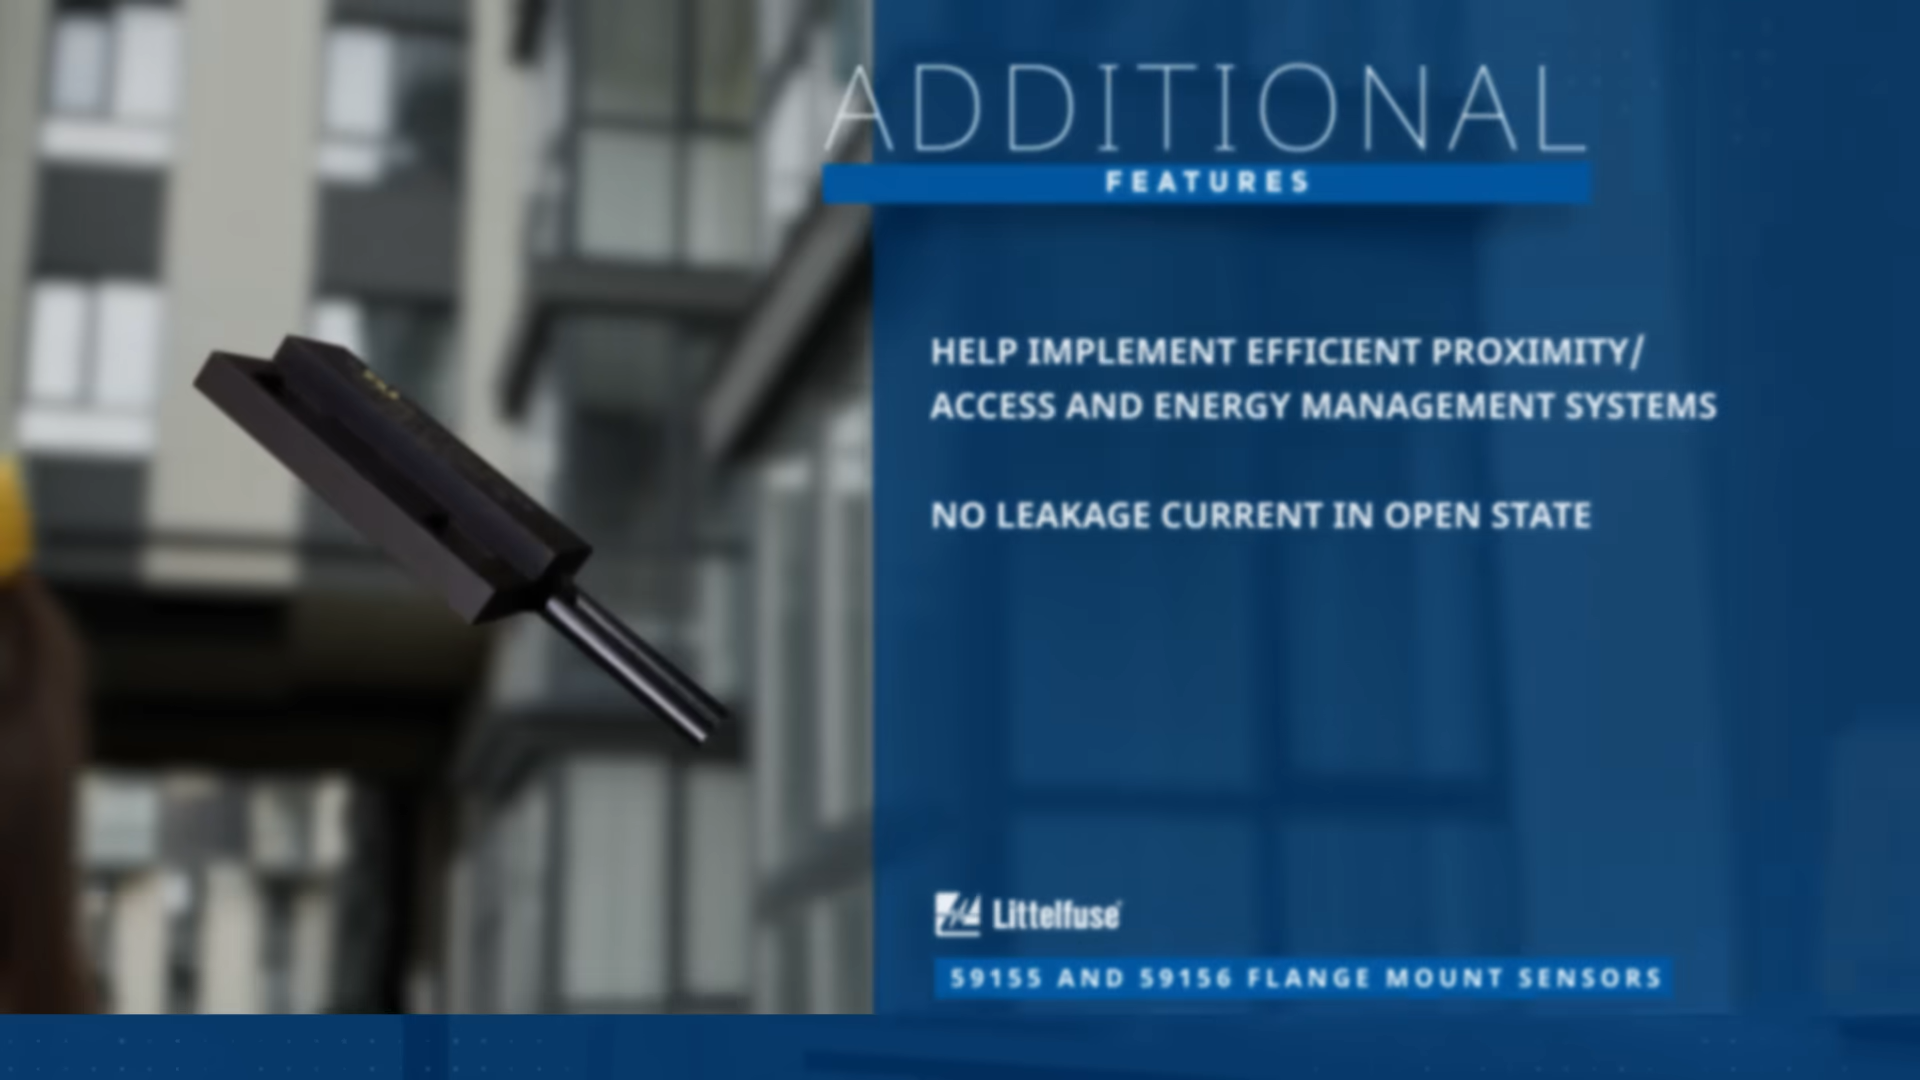 ADDITIONAL
FEATURES
HELP IMPLEMENT EFFICIENT PROXIMITY/
ACCESS AND ENERGY MANAGEMENT SYSTEMS
NO LEAKAGE CURRENT IN OPEN STATE
Littelfuse
59155 AND 59156 FLANGE MOUNT SENSORS